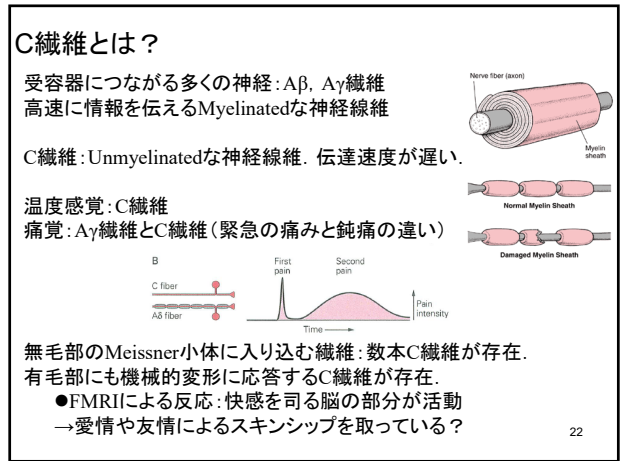 C繊維とは？
受容器につながる多くの神経：Aβ，Aγ繊維
高速に情報を伝えるMyelinatedな神経線維
Nerve fiber (axon)
Myelin
sheath
C繊維：Unmyelinatedな神経線維．伝達速度が遅い．
Normal Myelin Sheath
温度感覚：C繊維
痛覚：Aγ繊維とC繊維（緊急の痛みと鈍痛の違い）
Damaged Myelin Sheath
B
C fiber
Aδ fiber
First
pain
Second
pain
Pain
intensity
Time
無毛部のMeissner小体に入り込む繊維：数本C繊維が存在．
有毛部にも機械的変形に応答するC繊維が存在．
●FMRIによる反応：快感を司る脳の部分が活動
→愛情や友情によるスキンシップを取っている？
22